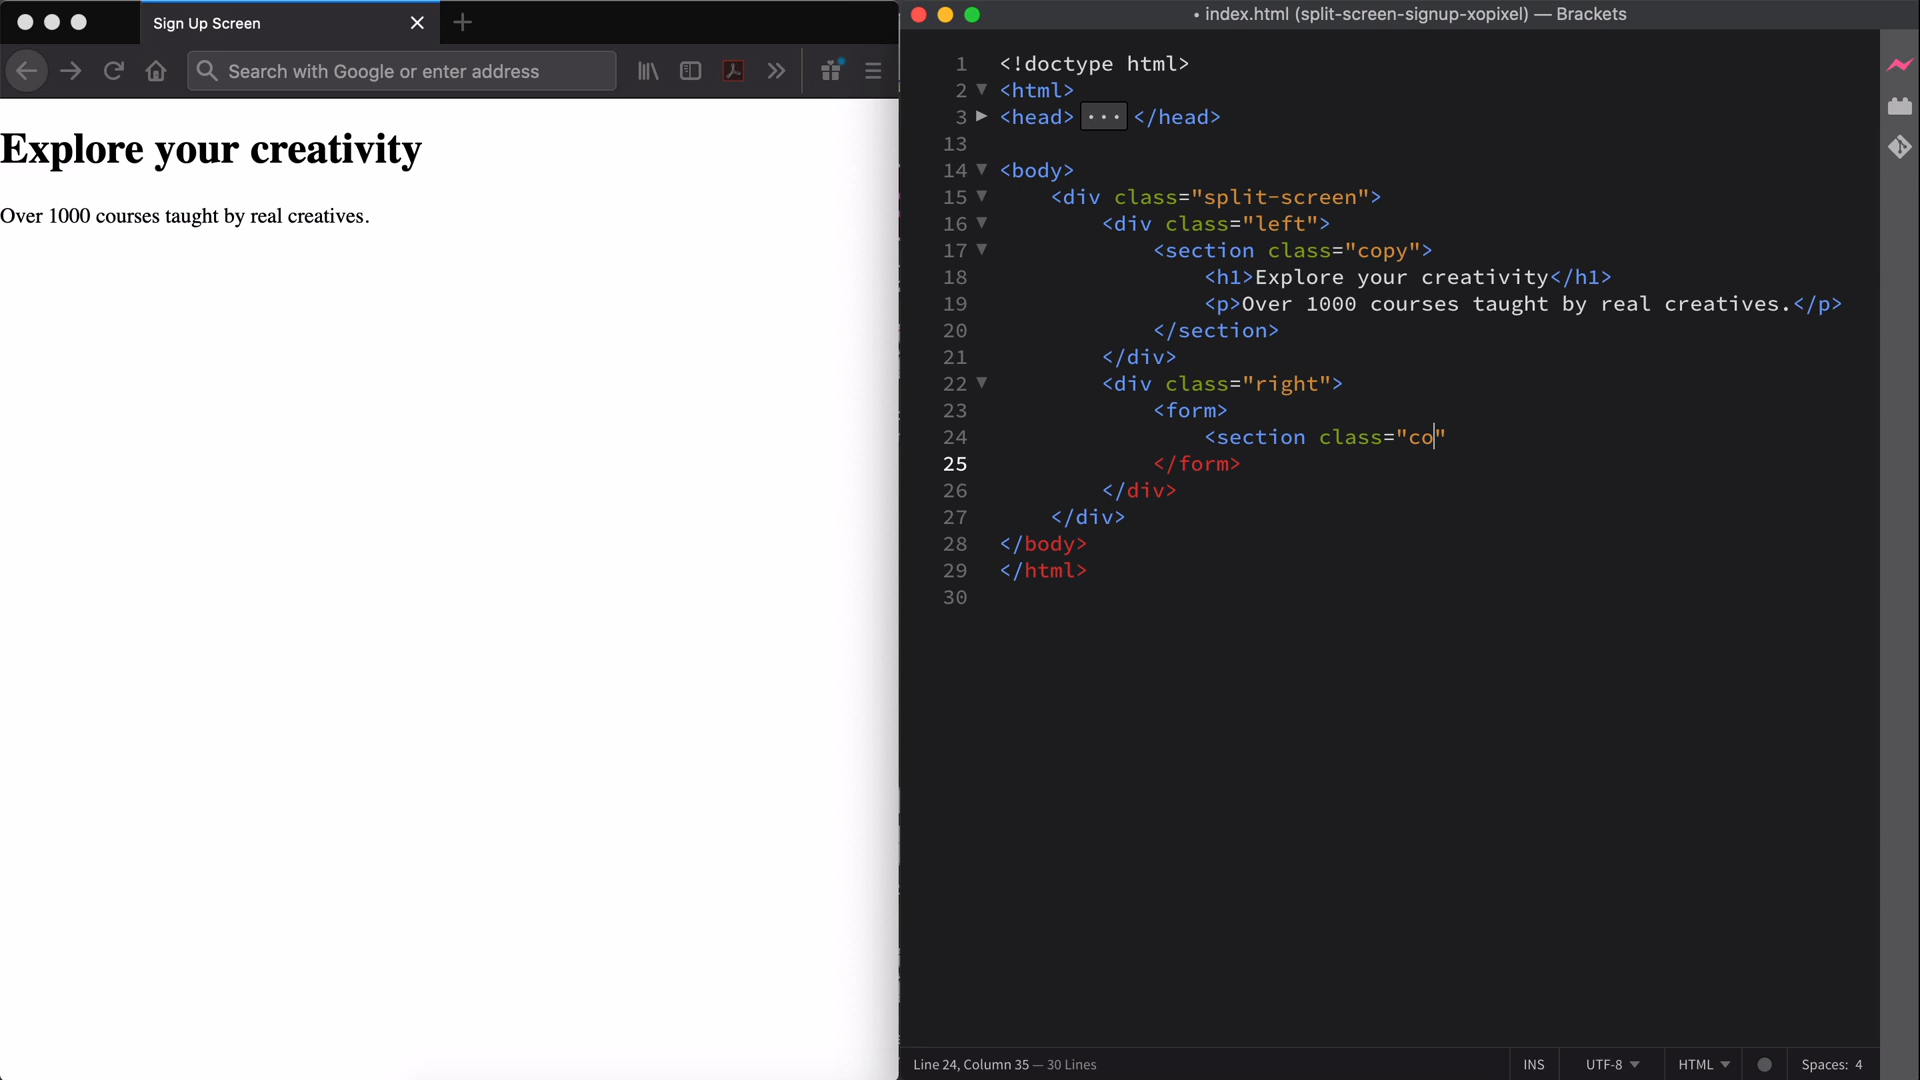 Sign Up Screen
Search with Google or enter address
Explore your creativity
Over 1000 courses taught by real creatives.
• index.html (split-screen-signup-xopixel) — Brackets
1 <!doctype html>
2 <html>
3 <head> ... </head>
13
14 <body>
15 <div class="split-screen">
16 <div class="left">
17 <section class="copy">
18 <h1>Explore your creativity</h1>
19 <p>Over 1000 courses taught by real creatives.</p>
20 </section>
21 </div>
22 <div class="right">
23 <form>
24 <section class="co"
25 </form>
26 </div>
27 </div>
28 </body>
29 </html>
30
Line 24, Column 35 — 30 Lines
INS
UTF-8
HTML
Spaces: 4